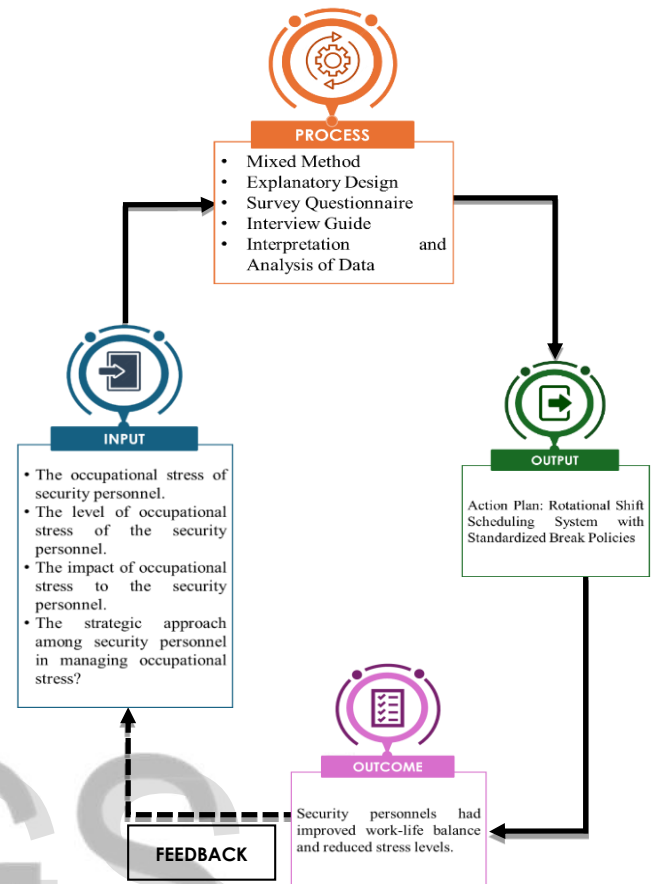 PROCESS
• Mixed Method
• Explanatory Design
• Survey Questionnaire
• Interview Guide
• Interpretation and
Analysis of Data
INPUT
• The occupational stress of
security personnel.
• The level of occupational
stress of the security
personnel.
• The impact of occupational
stress to the security
personnel.
• The strategic approach
among security personnel
in managing occupational
stress?
OUTPUT
Action Plan: Rotational Shift
Scheduling System with
Standardized Break Policies
OUTCOME
Security personnels had
improved work-life balance
and reduced stress levels.
FEEDBACK
GS